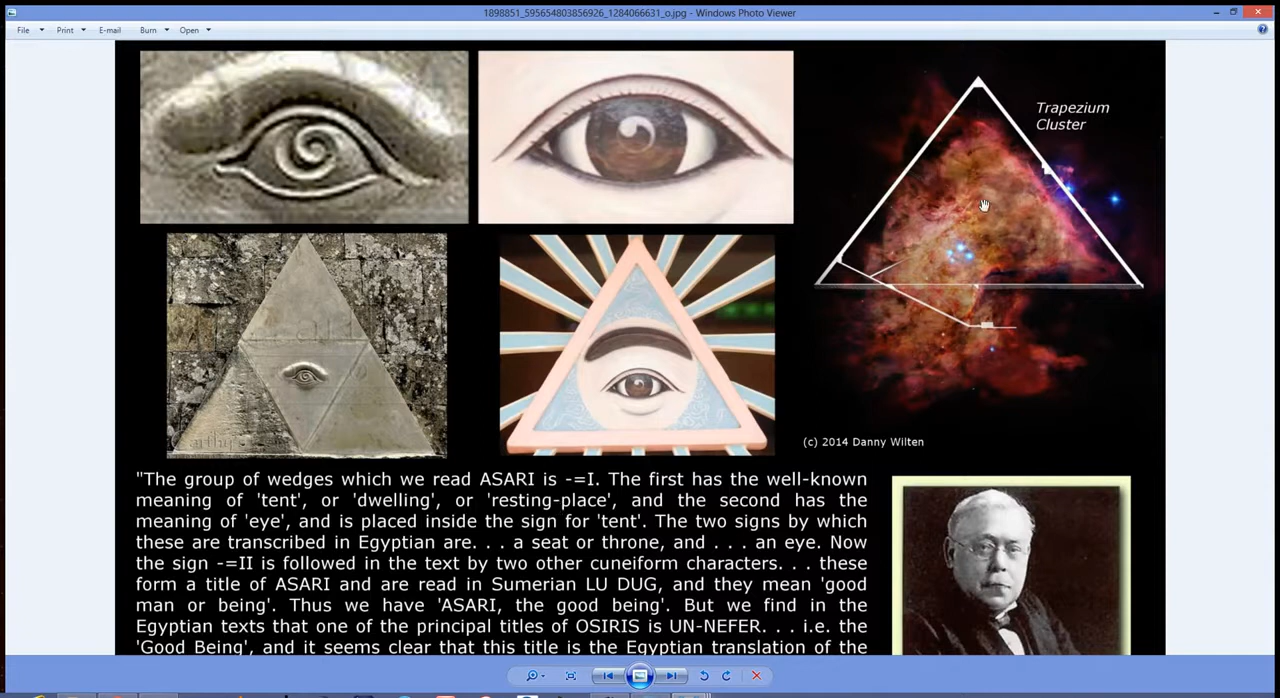 1898851_595654803856926_1284066631_o.jpg - Windows Photo Viewer
File Print E-mail Burn Open
Trapezium
Cluster
(c) 2014 Danny Wilten
"The group of wedges which we read ASARI is -=I. The first has the well-known
meaning of 'tent', or 'dwelling', or 'resting-place', and the second has the
meaning of 'eye', and is placed inside the sign for 'tent'. The two signs by which
these are transcribed in Egyptian are. . . a seat or throne, and . . . an eye. Now
the sign -=II is followed in the text by two other cuneiform characters. . . these
form a title of ASARI and are read in Sumerian LU DUG, and they mean 'good
man or being'. Thus we have 'ASARI, the good being'. But we find in the
Egyptian texts that one of the principal titles of OSIRIS is UN-NEFER. . . i.e. the
'Good Being', and it seems clear that this title is the Egyptian translation of the